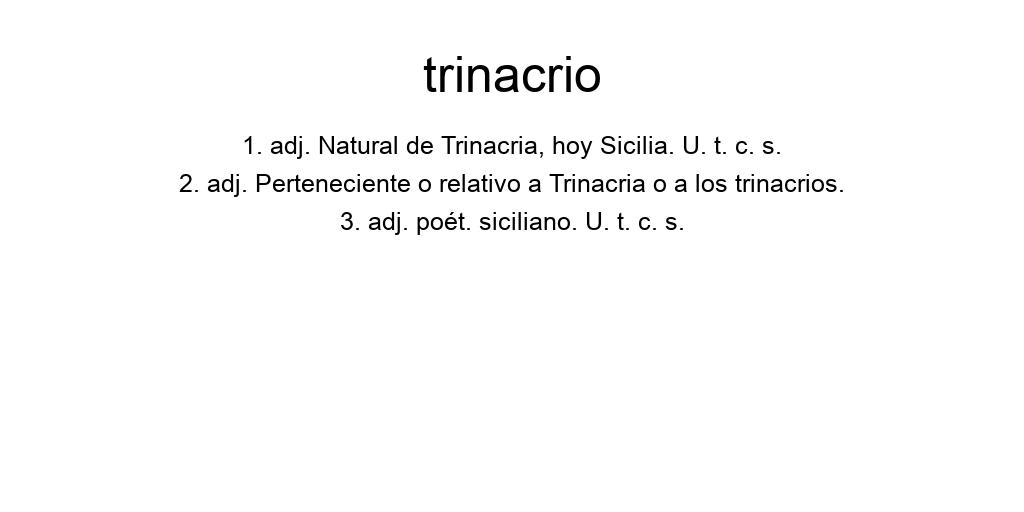 trinacrio
1. adj. Natural de Trinacria, hoy Sicilia. U. t. c. s.
2. adj. Perteneciente o relativo a Trinacria o a los trinacrios.
3. adj. poét. siciliano. U. t. c. s.